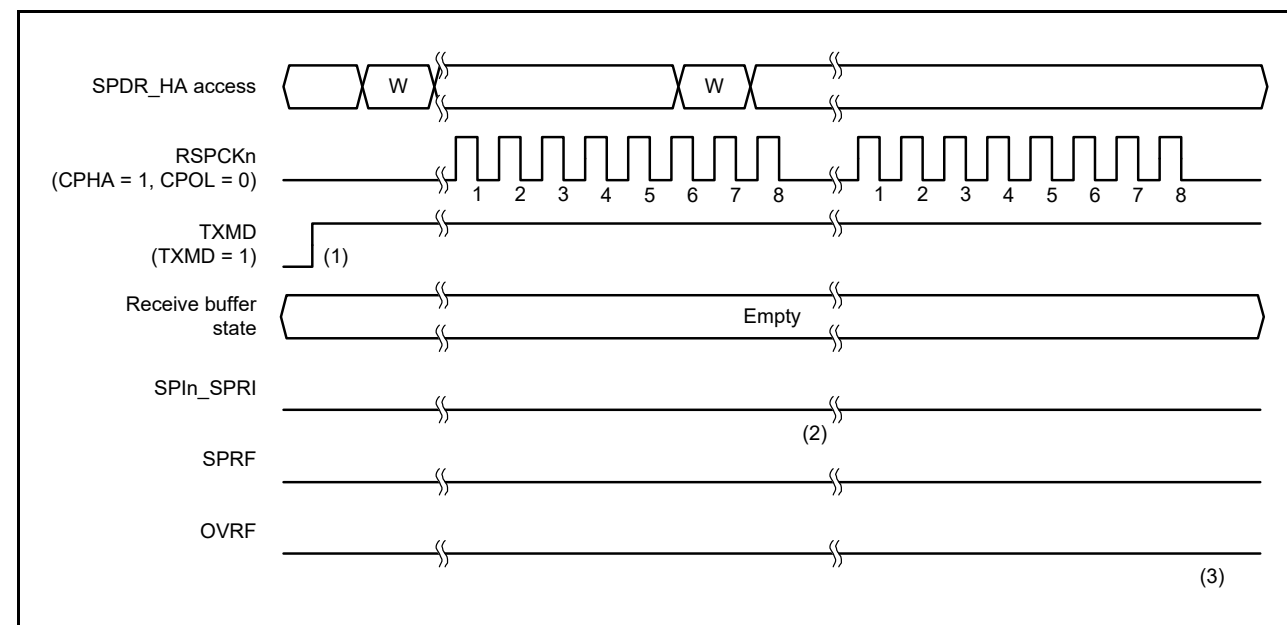 SPDR_HA access
W
W
RSPCKn
(CPHA = 1, CPOL = 0)
1 2 3 4 5 6 7 8
1 2 3 4 5 6 7 8
TXMD
(TXMD = 1)
(1)
Receive buffer
state
Empty
SPIn_SPRI
(2)
SPRF
OVRF
(3)